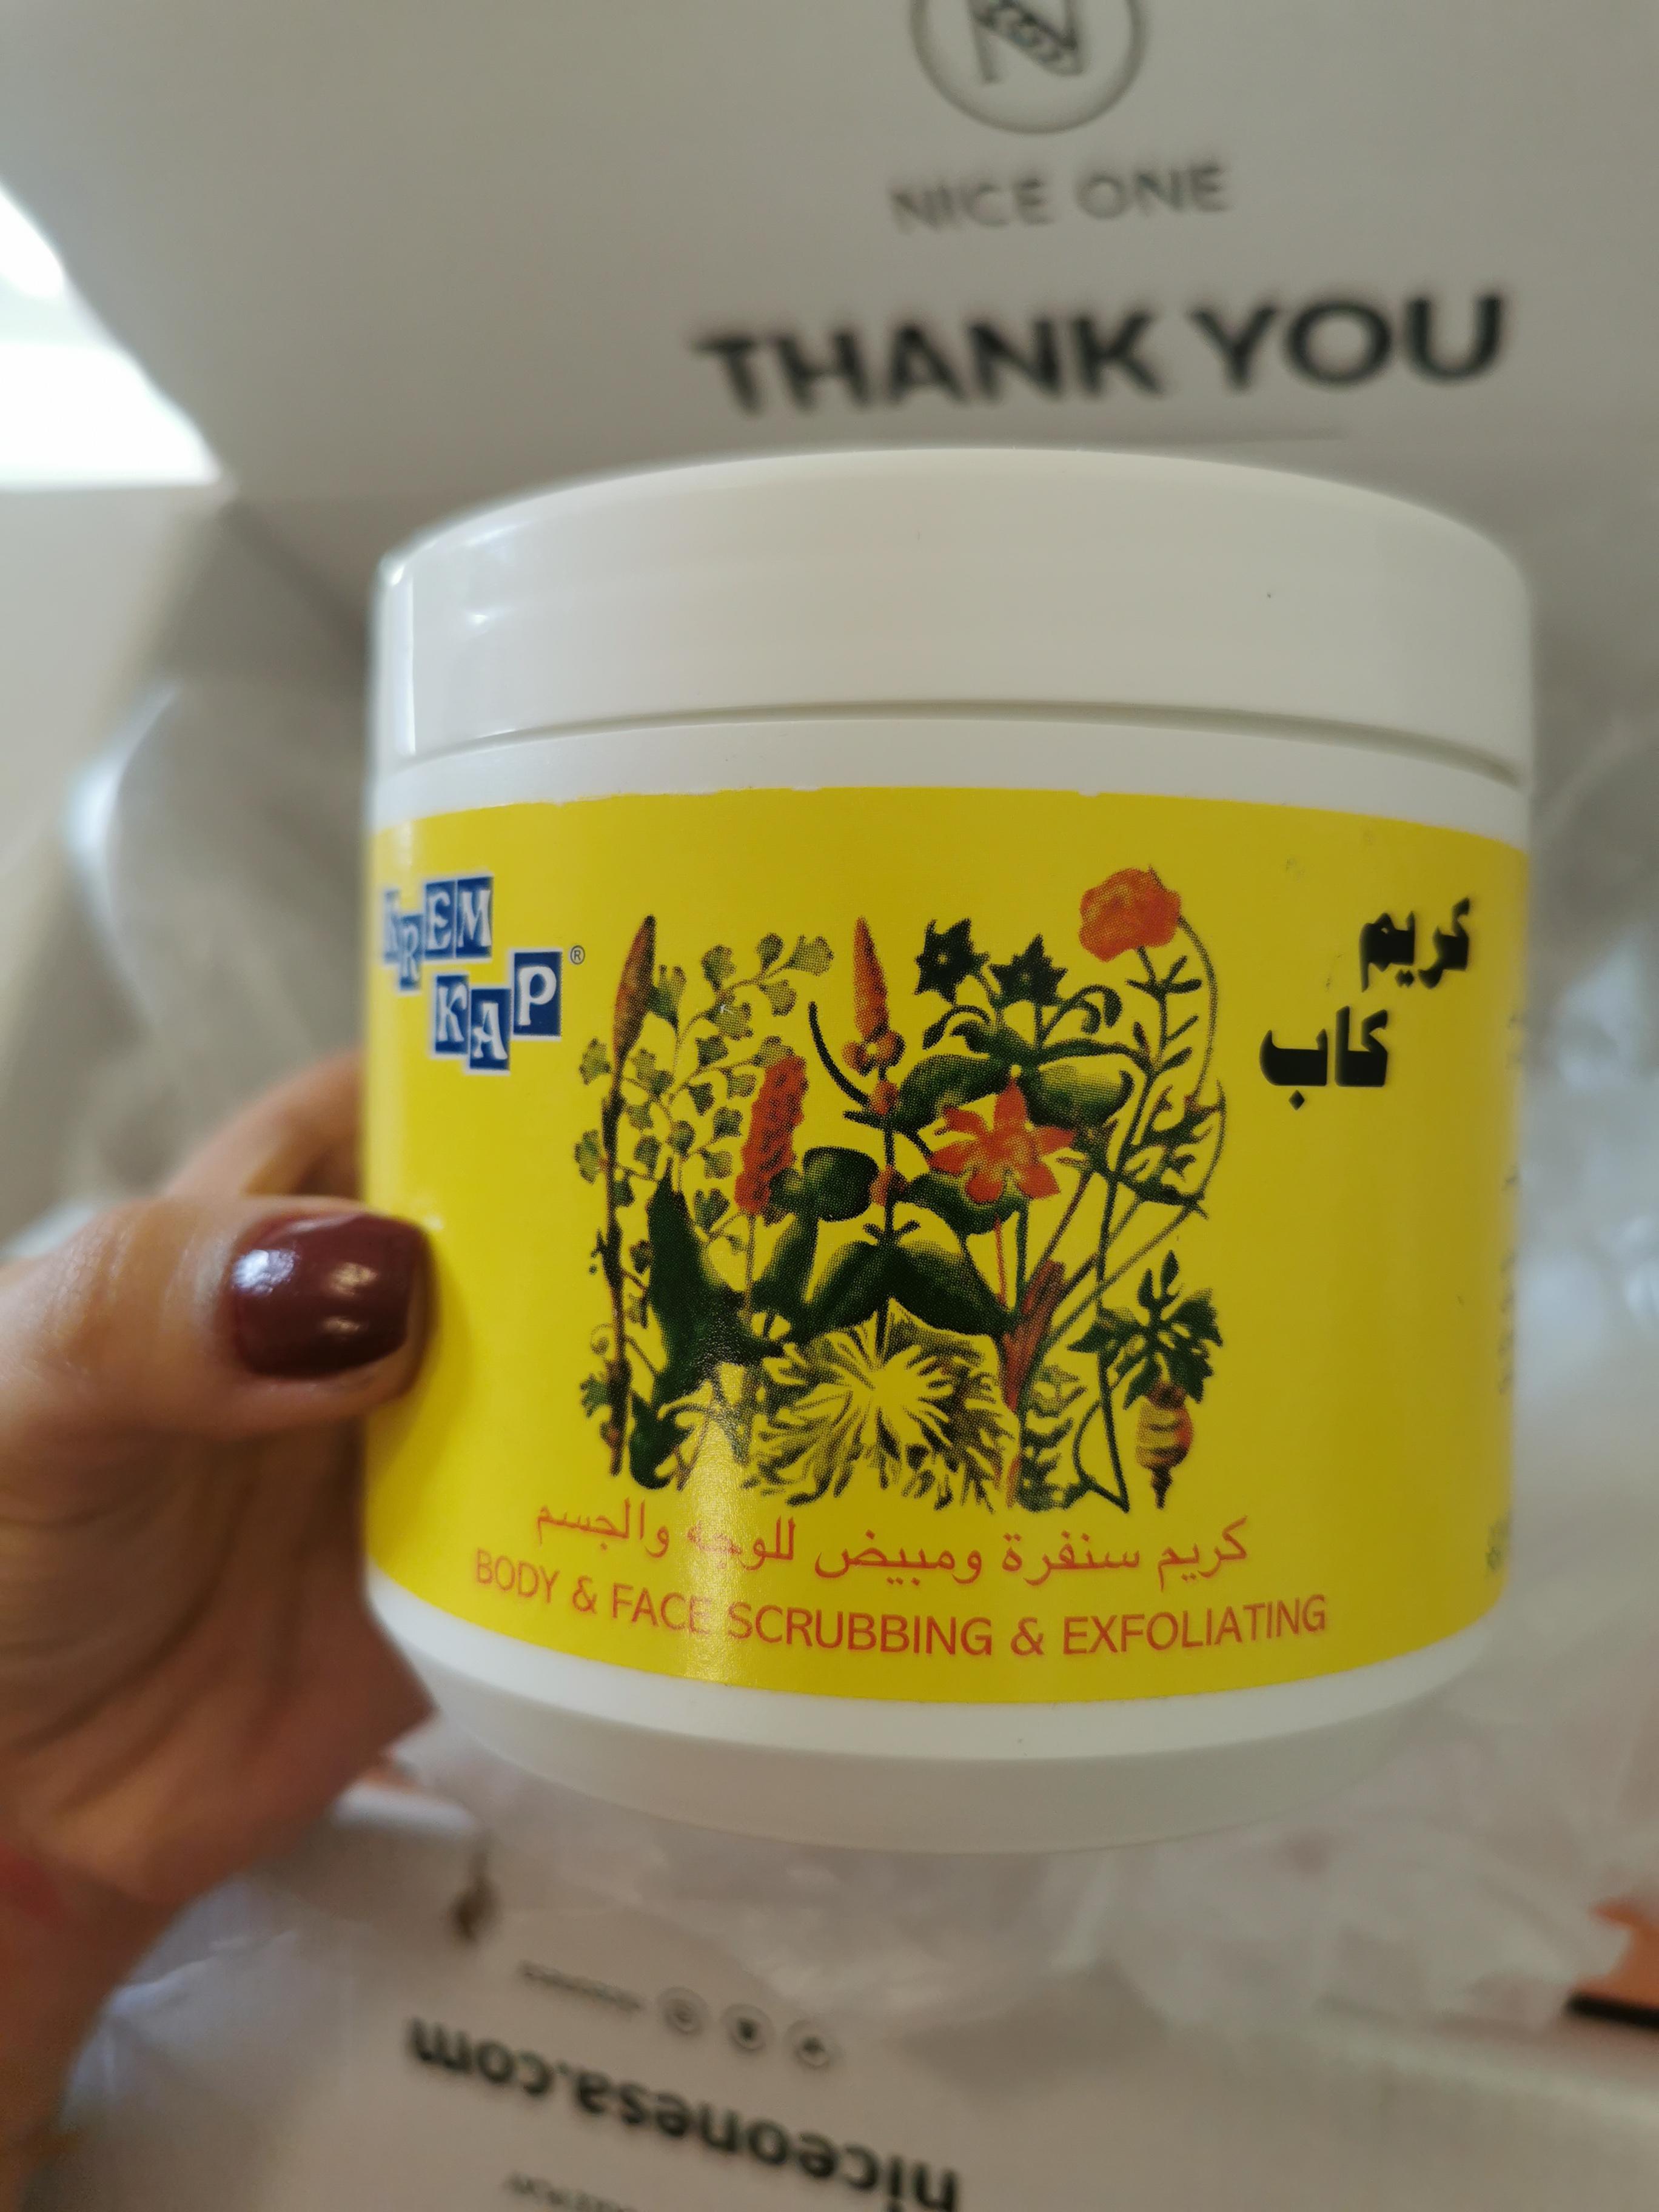 NICE ONE
THANK YOU
KREM
KAP®
كريم
كاب
كريم سنفرة ومبيض للوجه والجسم
BODY & FACE SCRUBBING & EXFOLIATING
niceonesa.com